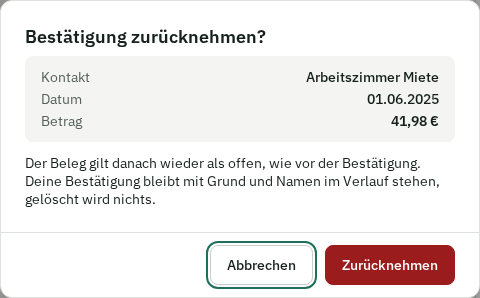 Bestätigung zurücknehmen?
Kontakt Arbeitszimmer Miete
Datum 01.06.2025
Betrag 41,98 €
Der Beleg gilt danach wieder als offen, wie vor der Bestätigung.
Deine Bestätigung bleibt mit Grund und Namen im Verlauf stehen,
gelöscht wird nichts.
Abbrechen Zurücknehmen